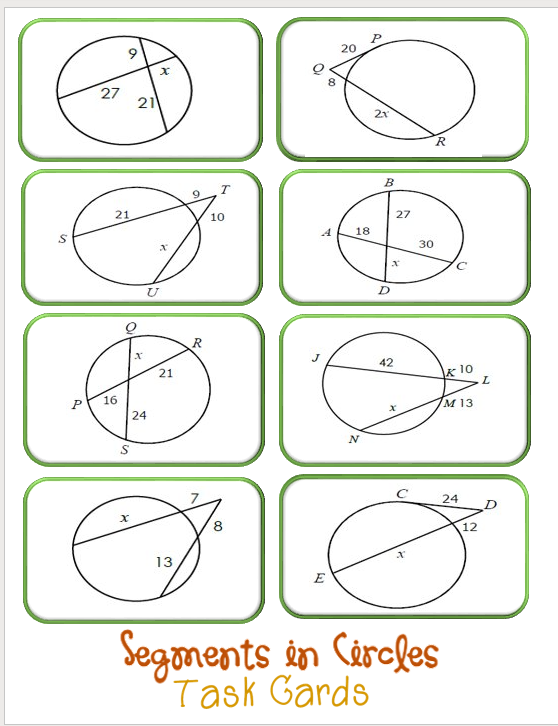 9
x
27
21
P
20
Q
8
2x
R
9
T
21
10
S
x
U
B
27
A
18
30
x
C
D
Q
R
x
21
P
16
24
S
J
42
K
10
L
x
M
13
N
7
x
8
13
C
24
D
12
x
E
Segments in Circles
Task Cards